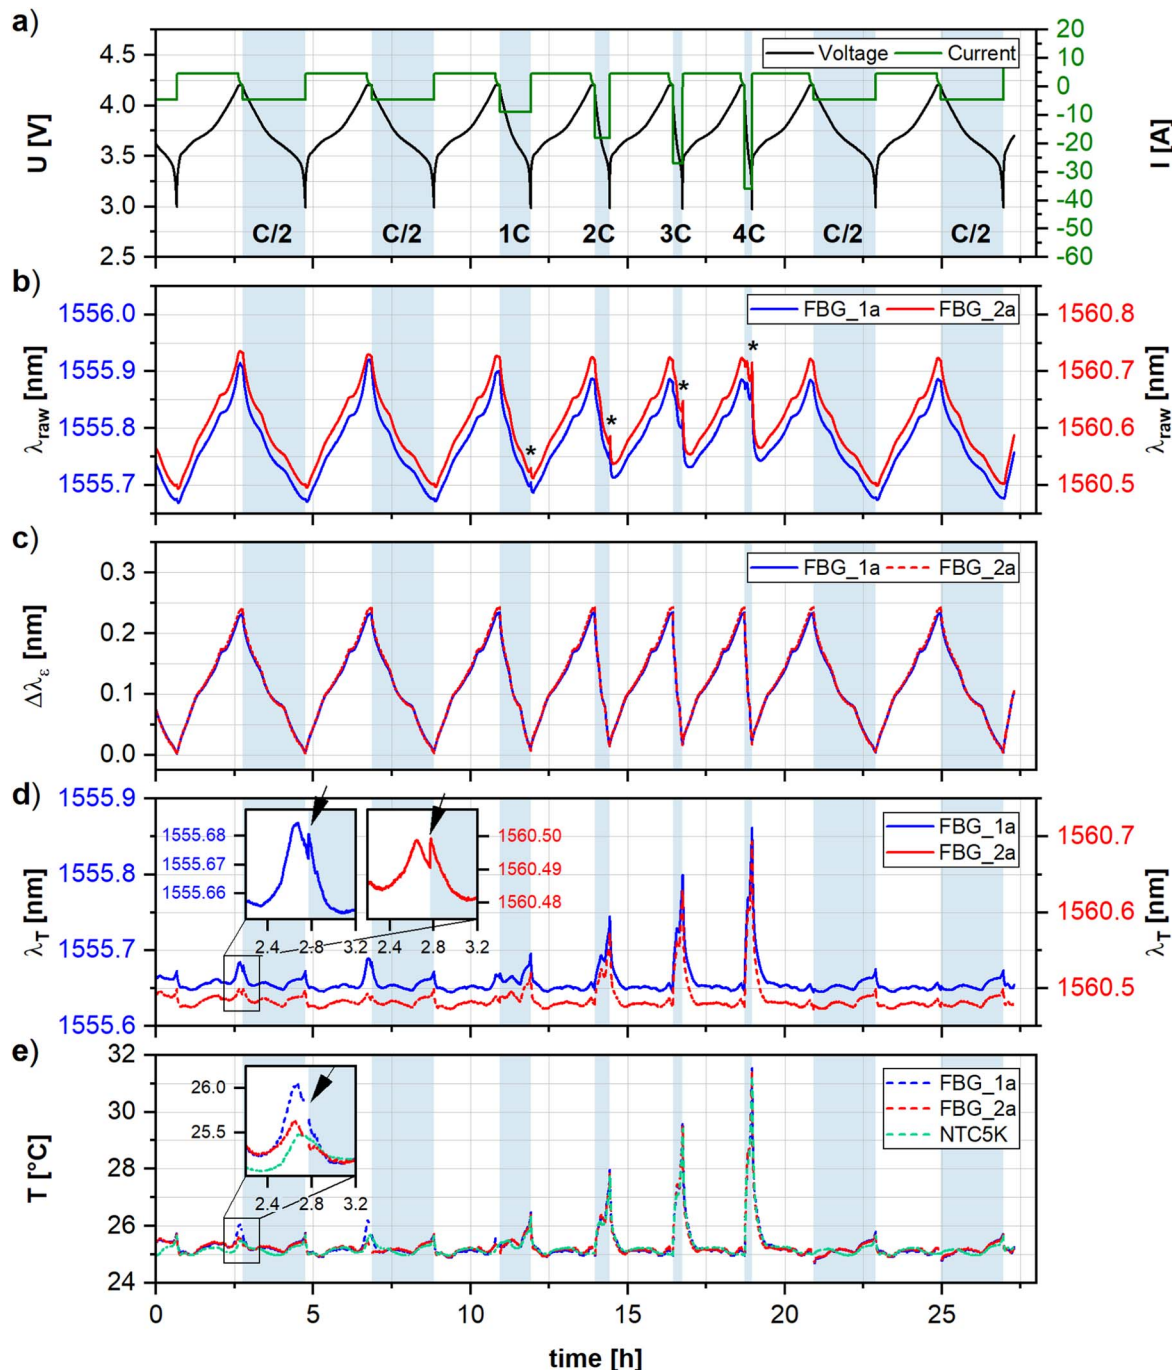 a)
4.5
4.0
3.5
3.0
2.5
U [V]
Voltage Current
20
10
0
-10
-20
-30
-40
-50
-60
I [A]
C/2 C/2 1C 2C 3C 4C C/2 C/2
b)
1556.0
1555.9
1555.8
1555.7
λraw [nm]
FBG_1a FBG_2a
* * * *
1560.8
1560.7
1560.6
1560.5
λraw [nm]
c)
0.3
0.2
0.1
0.0
Δλε [nm]
FBG_1a FBG_2a
d)
1555.9
1555.8
1555.7
1555.6
λT [nm]
1555.68
1555.67
1555.66
2.4 2.8 3.2
1560.50
1560.49
1560.48
2.4 2.8 3.2
FBG_1a
FBG_2a
1560.7
1560.6
1560.5
λT [nm]
e)
32
30
28
26
24
T [°C]
26.0
25.5
2.4 2.8 3.2
FBG_1a
FBG_2a
NTC5K
0 5 10 15 20 25
time [h]